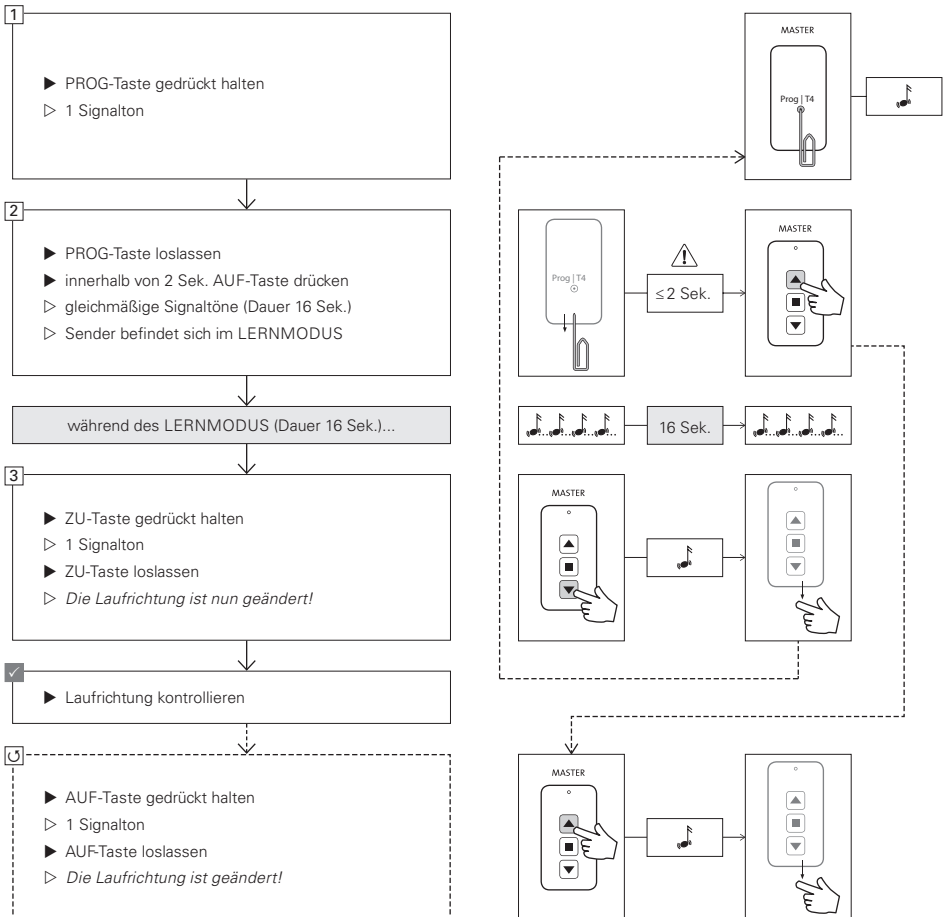 1
▶ PROG-Taste gedrückt halten
▷ 1 Signalton
2
▶ PROG-Taste loslassen
▶ innerhalb von 2 Sek. AUF-Taste drücken
▷ gleichmäßige Signaltöne (Dauer 16 Sek.)
▷ Sender befindet sich im LERNMODUS
während des LERNMODUS (Dauer 16 Sek.)...
3
▶ ZU-Taste gedrückt halten
▷ 1 Signalton
▶ ZU-Taste loslassen
▷ Die Laufrichtung ist nun geändert!
▶ Laufrichtung kontrollieren
▶ AUF-Taste gedrückt halten
▷ 1 Signalton
▶ AUF-Taste loslassen
▷ Die Laufrichtung ist geändert!
MASTER
Prog | T4
Prog | T4
≤2 Sek.
MASTER
16 Sek.
MASTER
MASTER